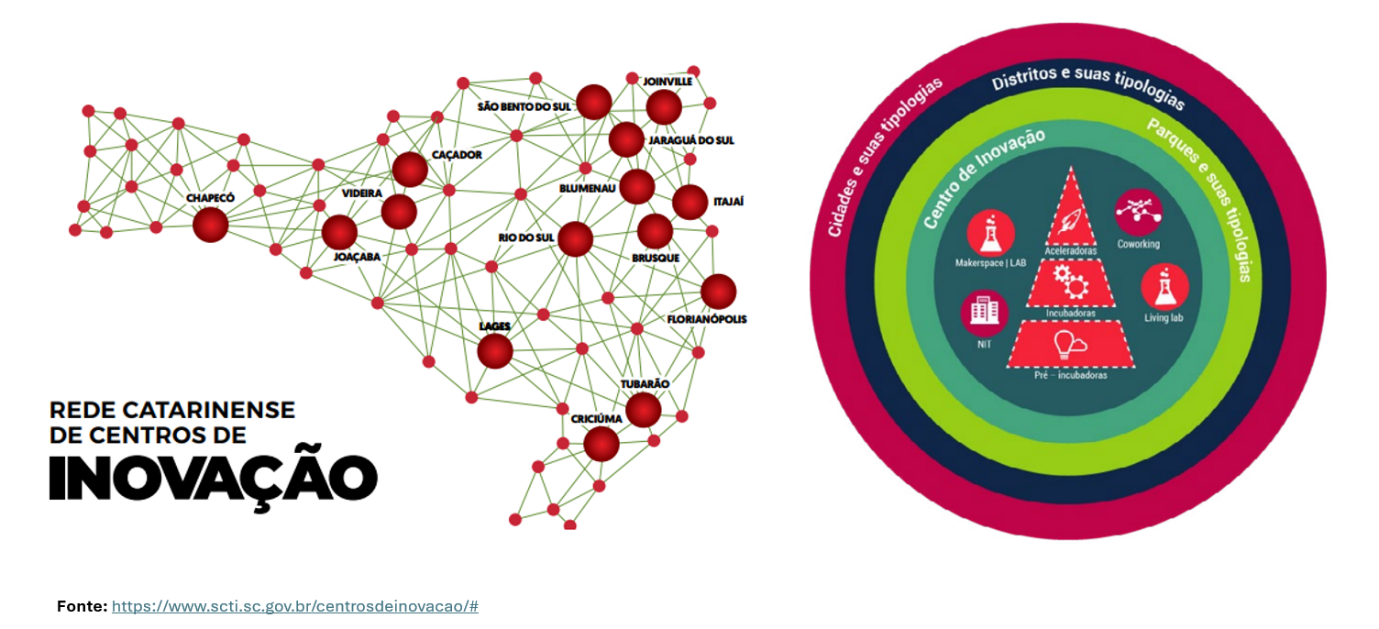 JOINVILLE
SÃO BENTO DO SUL
JARAGUÁ DO SUL
CAÇADOR
VIDEIRA
BLUMENAU
CHAPECÓ
ITAJAÍ
RIO DO SUL
JOAÇABA
BRUSQUE
FLORIANÓPOLIS
LAGES
TUBARÃO
CRICIÚMA
REDE CATARINENSE
DE CENTROS DE
INOVAÇÃO
Cidades e suas tipologias
Distritos e suas tipologias
Parques e suas tipologias
Centro de Inovação
Aceleradoras
Coworking
Makerspace | LAB
Incubadoras
Living lab
NIT
Pré – incubadoras
Fonte: https://www.scti.sc.gov.br/centrosdeinovacao/#